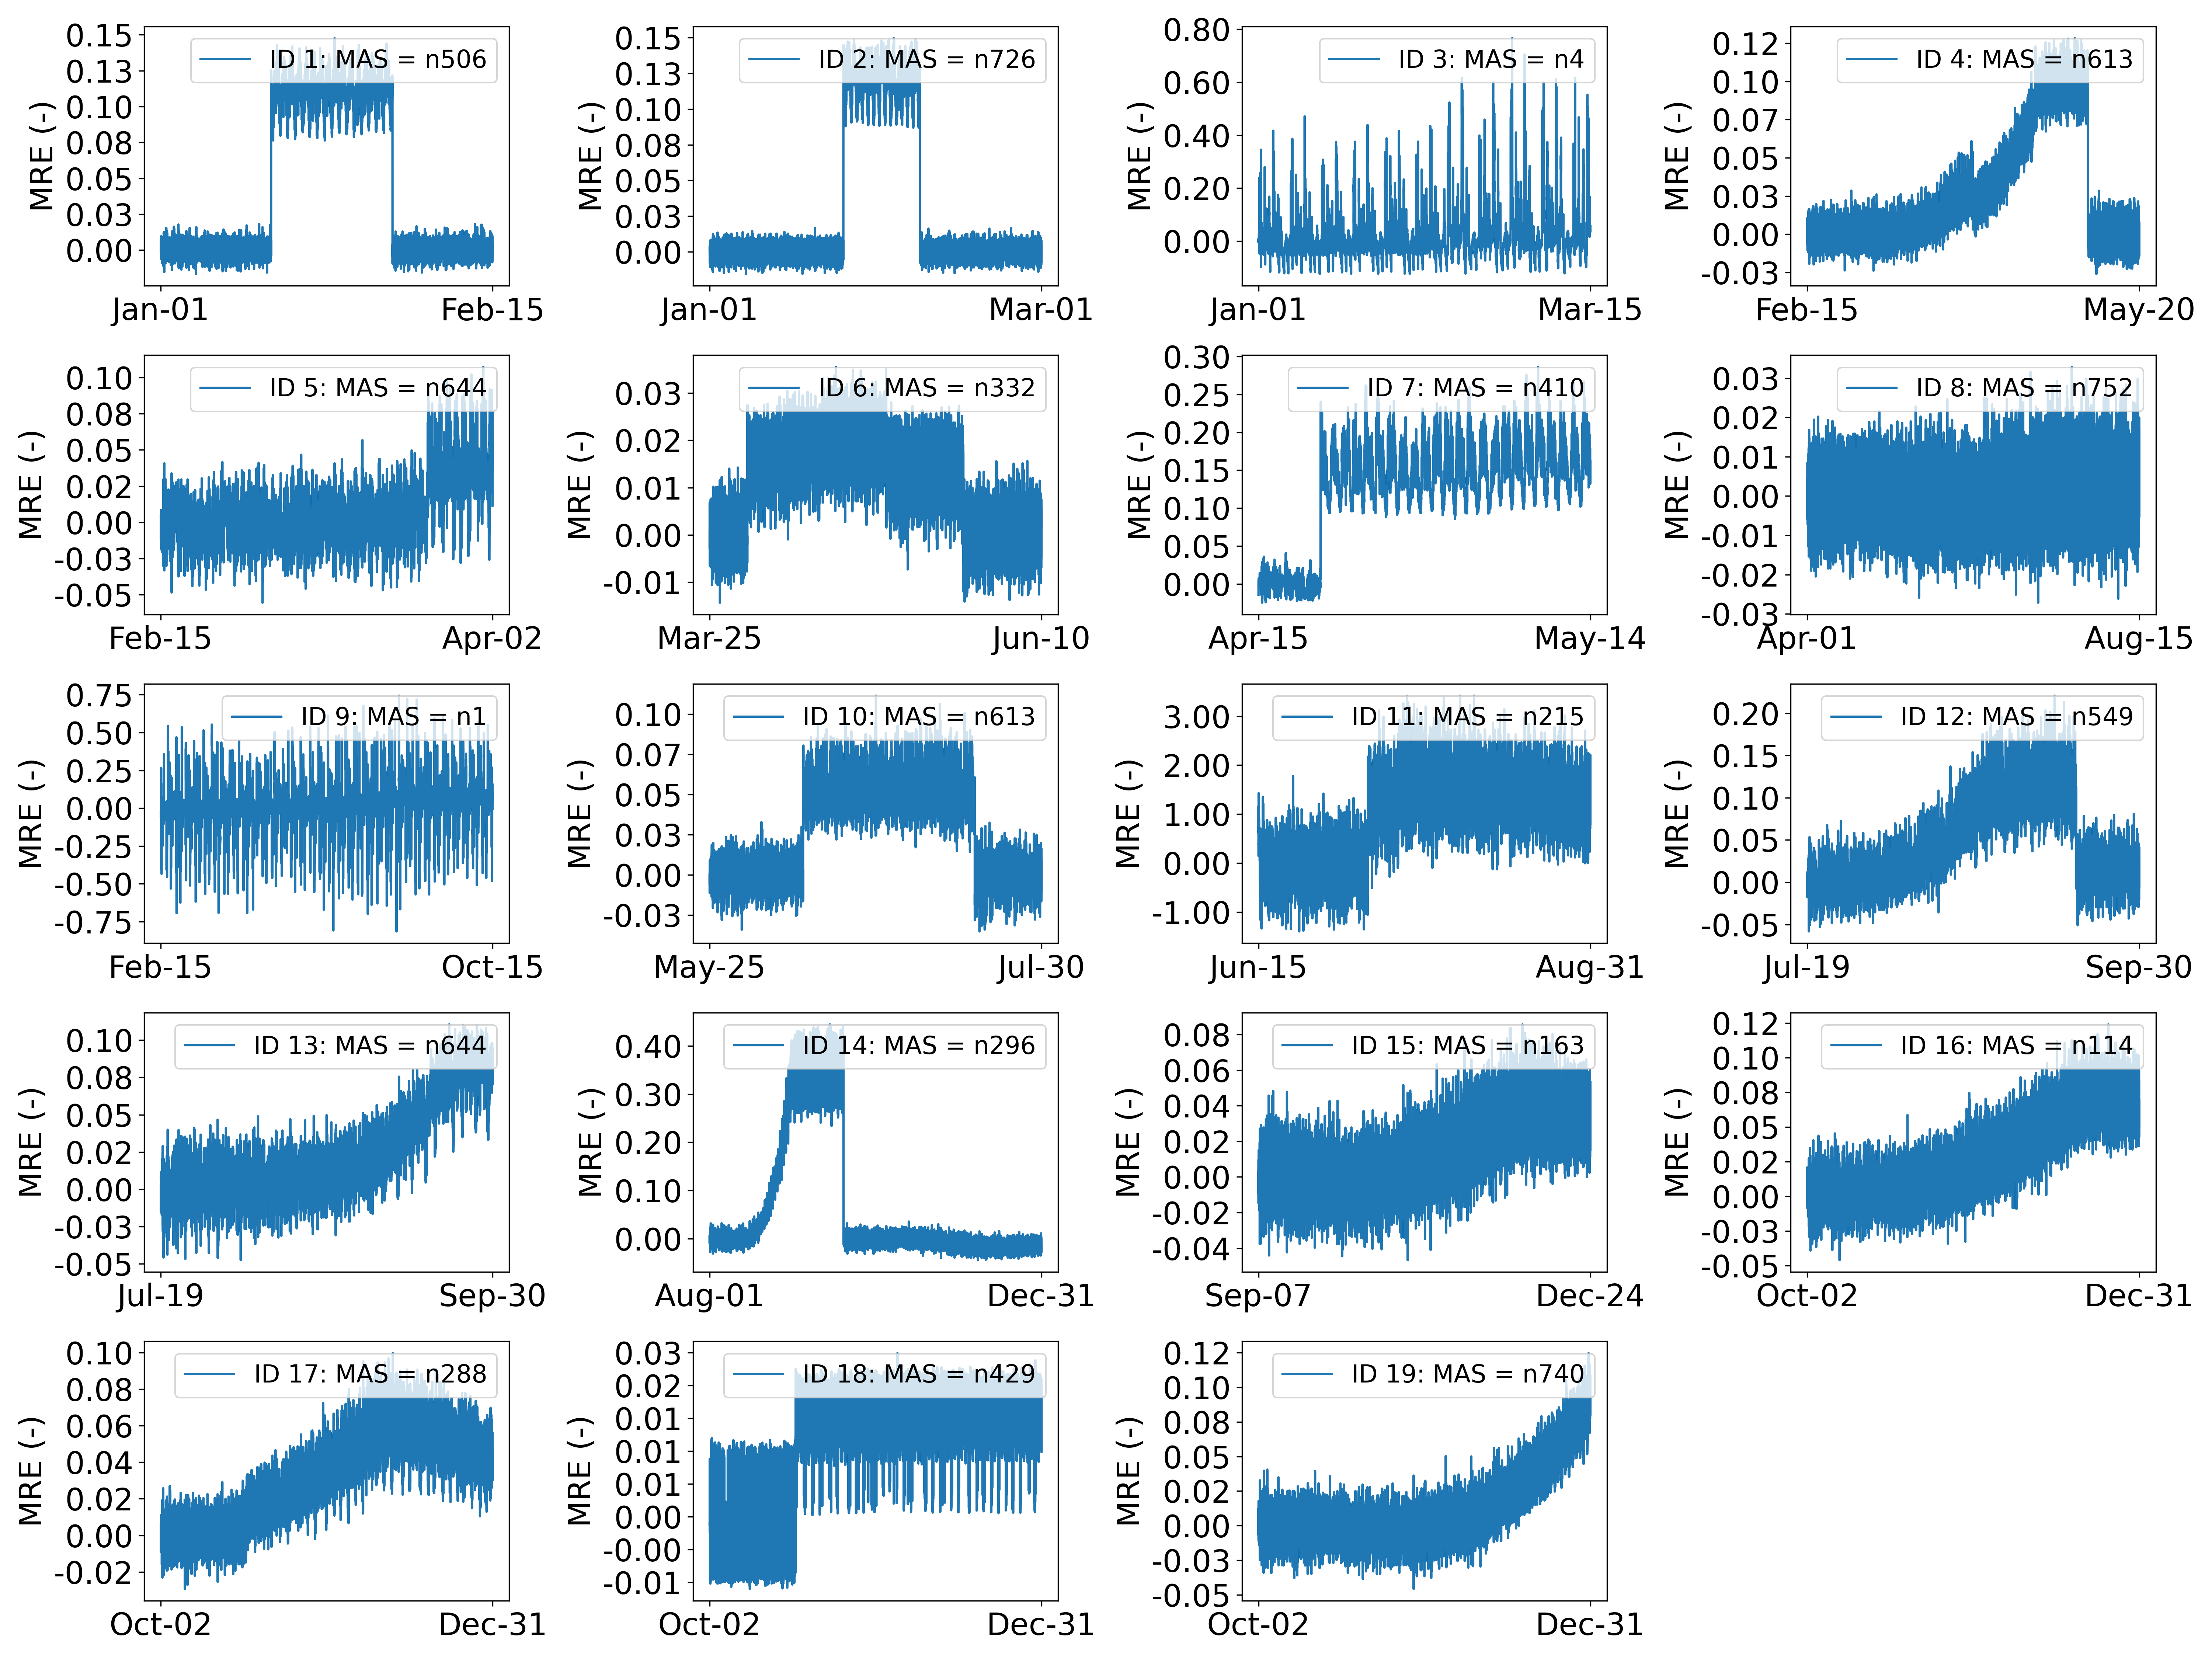 MRE (-)
0.15
0.13
0.10
0.08
0.05
0.03
0.00
ID 1: MAS = n506
Jan-01 Feb-15
MRE (-)
0.15
0.13
0.10
0.08
0.05
0.03
0.00
ID 2: MAS = n726
Jan-01 Mar-01
MRE (-)
0.80
0.60
0.40
0.20
0.00
ID 3: MAS = n4
Jan-01 Mar-15
MRE (-)
0.12
0.10
0.07
0.05
0.03
0.00
-0.03
ID 4: MAS = n613
Feb-15 May-20
MRE (-)
0.10
0.08
0.05
0.02
0.00
-0.03
-0.05
ID 5: MAS = n644
Feb-15 Apr-02
MRE (-)
0.03
0.02
0.01
0.00
-0.01
ID 6: MAS = n332
Mar-25 Jun-10
MRE (-)
0.30
0.25
0.20
0.15
0.10
0.05
0.00
ID 7: MAS = n410
Apr-15 May-14
MRE (-)
0.03
0.02
0.01
0.00
-0.01
-0.02
-0.03
ID 8: MAS = n752
Apr-01 Aug-15
MRE (-)
0.75
0.50
0.25
0.00
-0.25
-0.50
-0.75
ID 9: MAS = n1
Feb-15 Oct-15
MRE (-)
0.10
0.07
0.05
0.03
0.00
-0.03
ID 10: MAS = n613
May-25 Jul-30
MRE (-)
3.00
2.00
1.00
0.00
-1.00
ID 11: MAS = n215
Jun-15 Aug-31
MRE (-)
0.20
0.15
0.10
0.05
0.00
-0.05
ID 12: MAS = n549
Jul-19 Sep-30
MRE (-)
0.10
0.08
0.05
0.02
0.00
-0.03
-0.05
ID 13: MAS = n644
Jul-19 Sep-30
MRE (-)
0.40
0.30
0.20
0.10
0.00
ID 14: MAS = n296
Aug-01 Dec-31
MRE (-)
0.08
0.06
0.04
0.02
0.00
-0.02
-0.04
ID 15: MAS = n163
Sep-07 Dec-24
MRE (-)
0.12
0.10
0.08
0.05
0.02
0.00
-0.03
-0.05
ID 16: MAS = n114
Oct-02 Dec-31
MRE (-)
0.10
0.08
0.06
0.04
0.02
0.00
-0.02
ID 17: MAS = n288
Oct-02 Dec-31
MRE (-)
0.03
0.02
0.01
0.01
0.01
0.00
-0.00
-0.01
ID 18: MAS = n429
Oct-02 Dec-31
MRE (-)
0.12
0.10
0.08
0.05
0.02
0.00
-0.03
-0.05
ID 19: MAS = n740
Oct-02 Dec-31